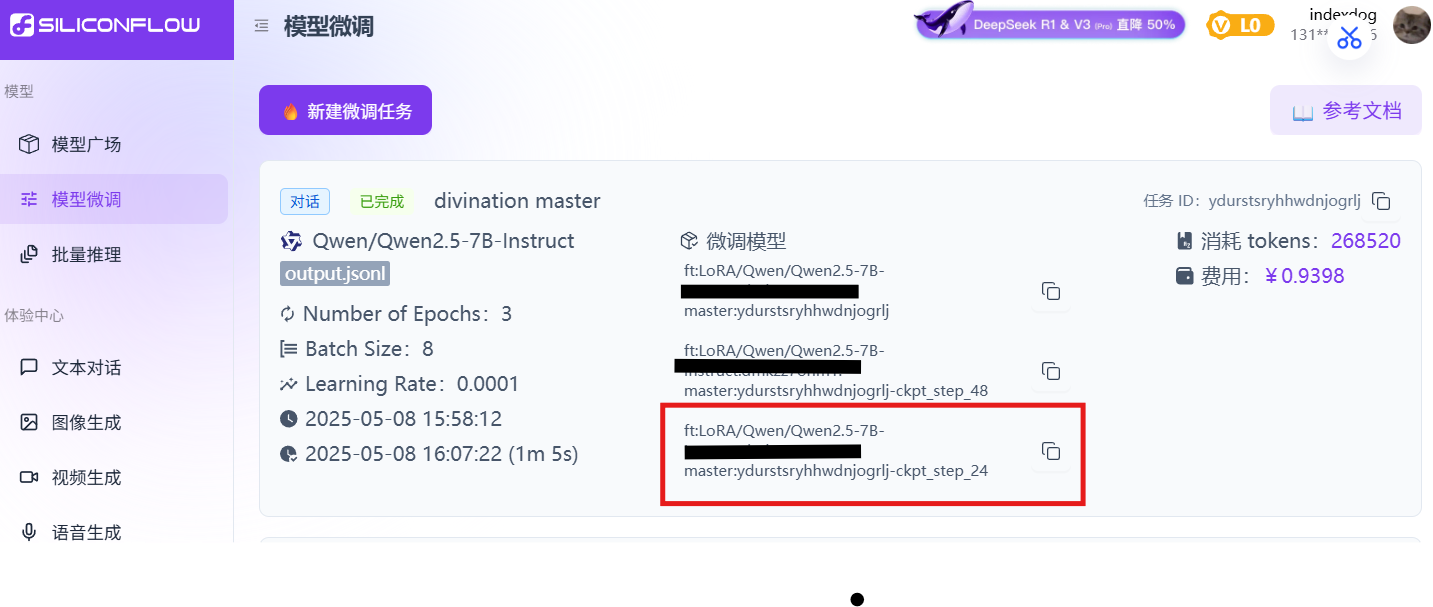 SILICONFLOW
模型微调
DeepSeek R1 & V3 (Pro) 直降 50%
L0
indexdog
131**
6
模型
模型广场
模型微调
批量推理
体验中心
文本对话
图像生成
视频生成
语音生成
新建微调任务
参考文档
对话 已完成 divination master
任务 ID: ydurstsryhhwdnjogrlj
Qwen/Qwen2.5-7B-Instruct
output.jsonl
Number of Epochs: 3
Batch Size: 8
Learning Rate: 0.0001
2025-05-08 15:58:12
2025-05-08 16:07:22 (1m 5s)
微调模型
ft:LoRA/Qwen/Qwen2.5-7B-
master:ydurstsryhhwdnjogrlj
ft:LoRA/Qwen/Qwen2.5-7B-
master:ydurstsryhhwdnjogrlj-ckpt_step_48
ft:LoRA/Qwen/Qwen2.5-7B-
master:ydurstsryhhwdnjogrlj-ckpt_step_24
消耗 tokens: 268520
费用: ¥0.9398